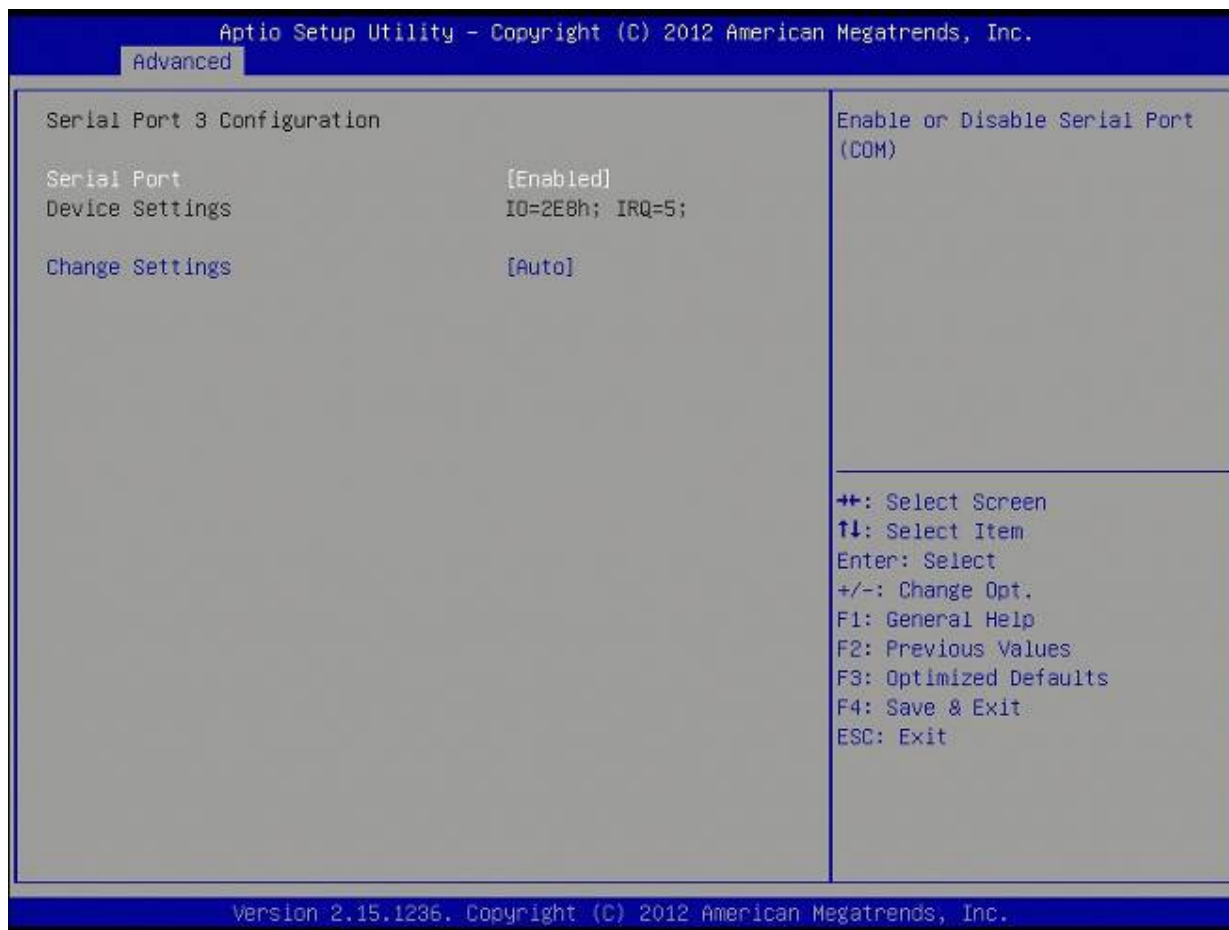 Aptio Setup Utility – Copyright (C) 2012 American Megatrends, Inc.
Advanced
Serial Port 3 Configuration
Serial Port [Enabled]
Device Settings IO=2E8h; IRQ=5;
Change Settings [Auto]
Enable or Disable Serial Port
(COM)
→←: Select Screen
↑↓: Select Item
Enter: Select
+/-: Change Opt.
F1: General Help
F2: Previous Values
F3: Optimized Defaults
F4: Save & Exit
ESC: Exit
Version 2.15.1236. Copyright (C) 2012 American Megatrends, Inc.